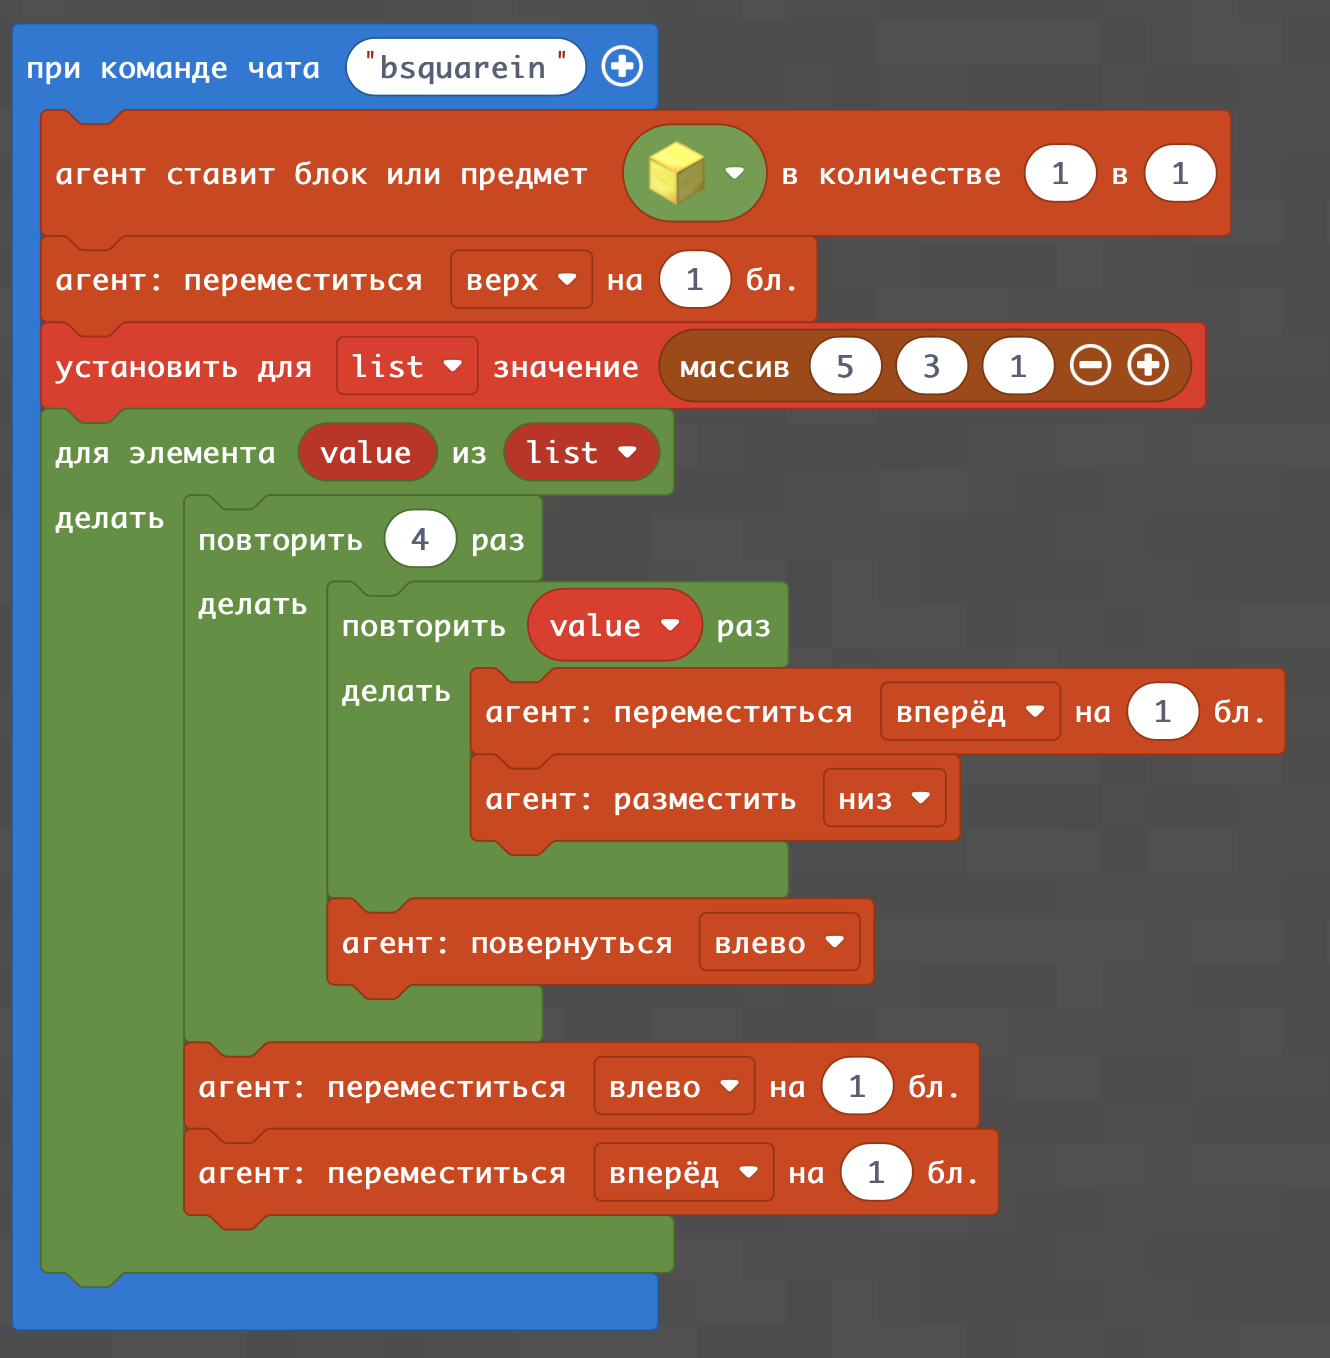 при команде чата "bsquarein"
агент ставит блок или предмет в количестве 1 в 1
агент: переместиться верх на 1 бл.
установить для list значение массив 5 3 1
для элемента value из list
делать
повторить 4 раз
делать
повторить value раз
делать
агент: переместиться вперёд на 1 бл.
агент: разместить низ
агент: повернуться влево
агент: переместиться влево на 1 бл.
агент: переместиться вперёд на 1 бл.